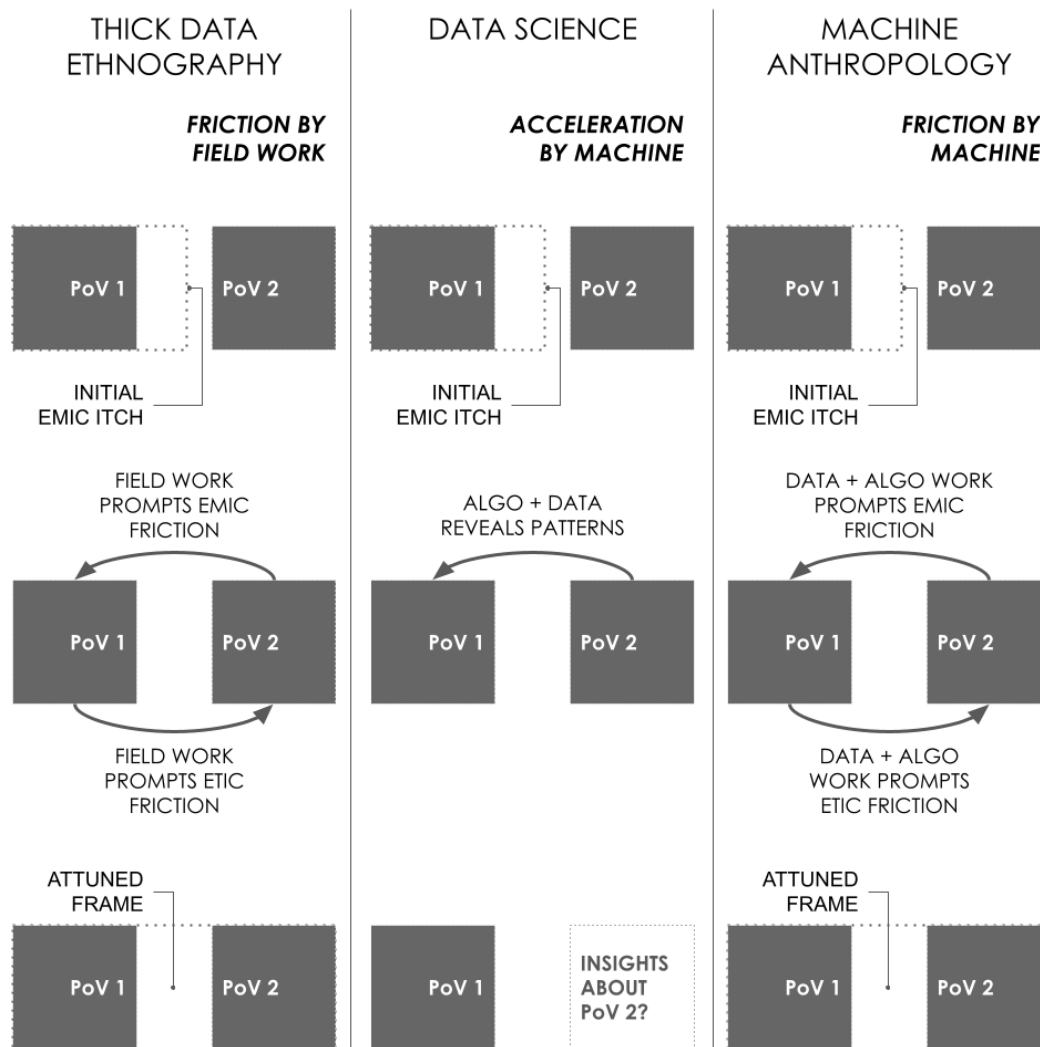 THICK DATA
ETHNOGRAPHY
FRICTION BY
FIELD WORK
PoV 1
PoV 2
INITIAL
EMIC ITCH
FIELD WORK
PROMPTS EMIC
FRICTION
PoV 1
PoV 2
FIELD WORK
PROMPTS ETIC
FRICTION
ATTUNED
FRAME
PoV 1
PoV 2
DATA SCIENCE
ACCELERATION
BY MACHINE
PoV 1
PoV 2
INITIAL
EMIC ITCH
ALGO + DATA
REVEALS PATTERNS
PoV 1
PoV 2
PoV 1
INSIGHTS
ABOUT
PoV 2?
MACHINE
ANTHROPOLOGY
FRICTION BY
MACHINE
PoV 1
PoV 2
INITIAL
EMIC ITCH
DATA + ALGO WORK
PROMPTS EMIC
FRICTION
PoV 1
PoV 2
DATA + ALGO
WORK PROMPTS
ETIC FRICTION
ATTUNED
FRAME
PoV 1
PoV 2